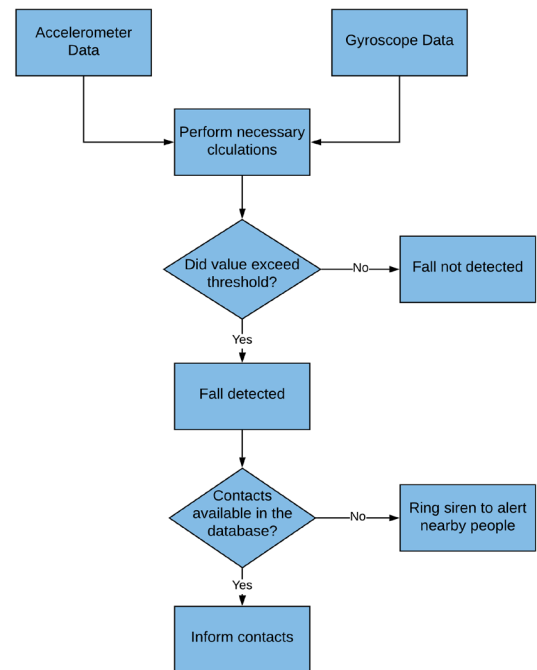 Accelerometer
Data
Gyroscope Data
Perform necessary
clculations
Did value exceed
threshold?
No
Fall not detected
Yes
Fall detected
Contacts
available in the
database?
No
Ring siren to alert
nearby people
Yes
Inform contacts